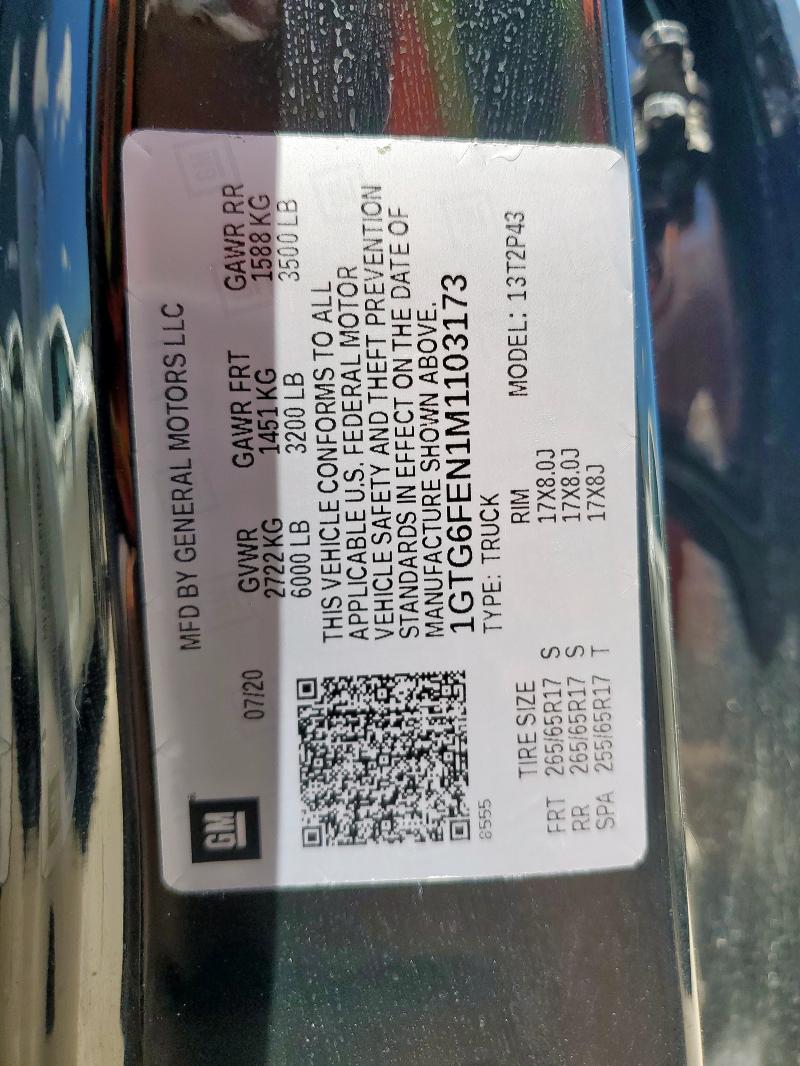 GM
MFD BY GENERAL MOTORS LLC
07/20
GVWR GAWR FRT GAWR RR
2722 KG 1451 KG 1588 KG
6000 LB 3200 LB 3500 LB
THIS VEHICLE CONFORMS TO ALL
APPLICABLE U.S. FEDERAL MOTOR
VEHICLE SAFETY AND THEFT PREVENTION
STANDARDS IN EFFECT ON THE DATE OF
MANUFACTURE SHOWN ABOVE.
1GTG6FEN1M1103173
8555
TYPE: TRUCK MODEL: 13T2P43
TIRE SIZE RIM
FRT 265/65R17 S 17X8.0J
RR 265/65R17 S 17X8.0J
SPA 255/65R17 T 17X8J